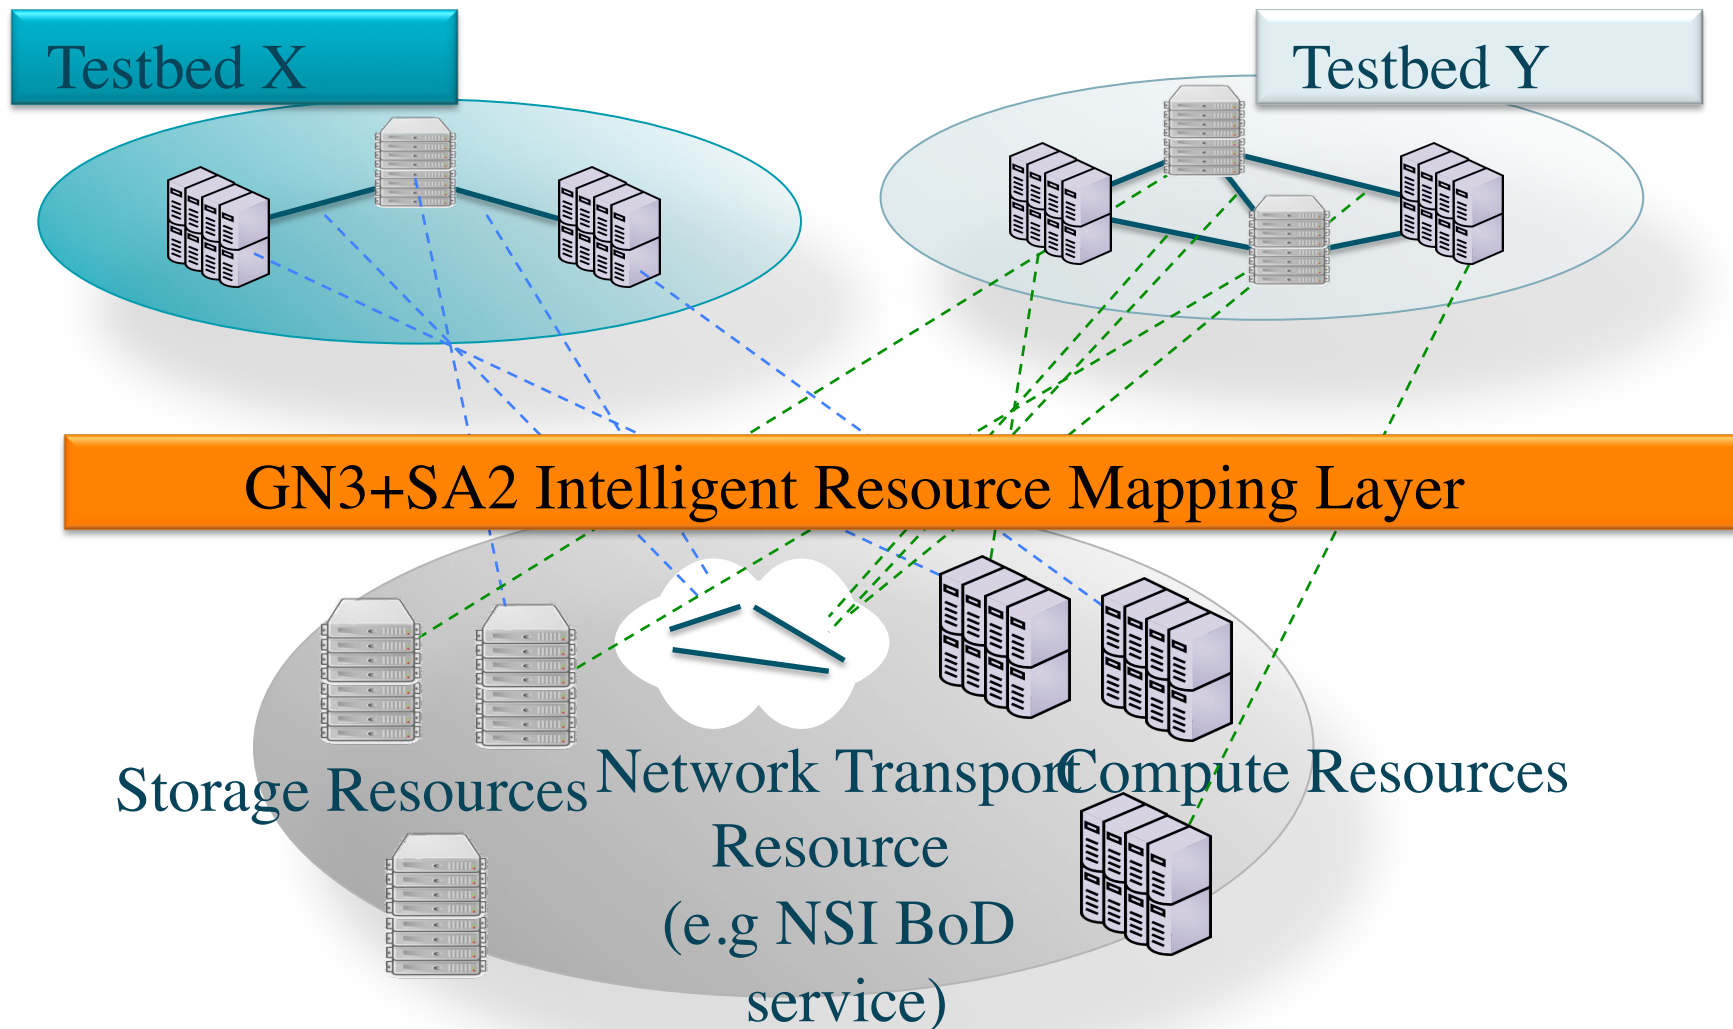 Testbed X
Testbed Y
GN3+SA2 Intelligent Resource Mapping Layer
Storage Resources
Network Transport
Resource
(e.g NSI BoD
service)
Compute Resources